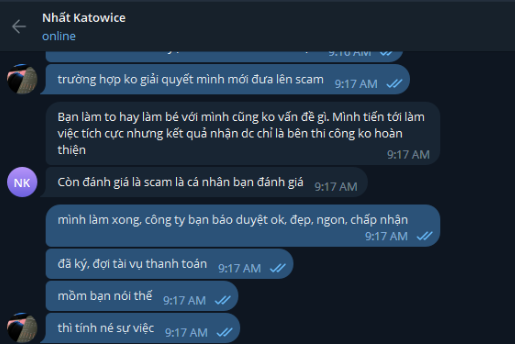 Nhất Katowice
online
9:16 AM
trường hợp ko giải quyết mình mới đưa lên scam 9:17 AM
Bạn làm to hay làm bé với mình cũng ko vấn đề gì. Mình tiến tới làm
việc tích cực nhưng kết quả nhận dc chỉ là bên thi công ko hoàn
thiện
9:17 AM
NK
Còn đánh giá là scam là cá nhân bạn đánh giá 9:17 AM
mình làm xong, công ty bạn báo duyệt ok, đẹp, ngon, chấp nhận
9:17 AM
đã ký, đợi tài vụ thanh toán 9:17 AM
mồm bạn nói thế 9:17 AM
thì tính né sự việc 9:17 AM